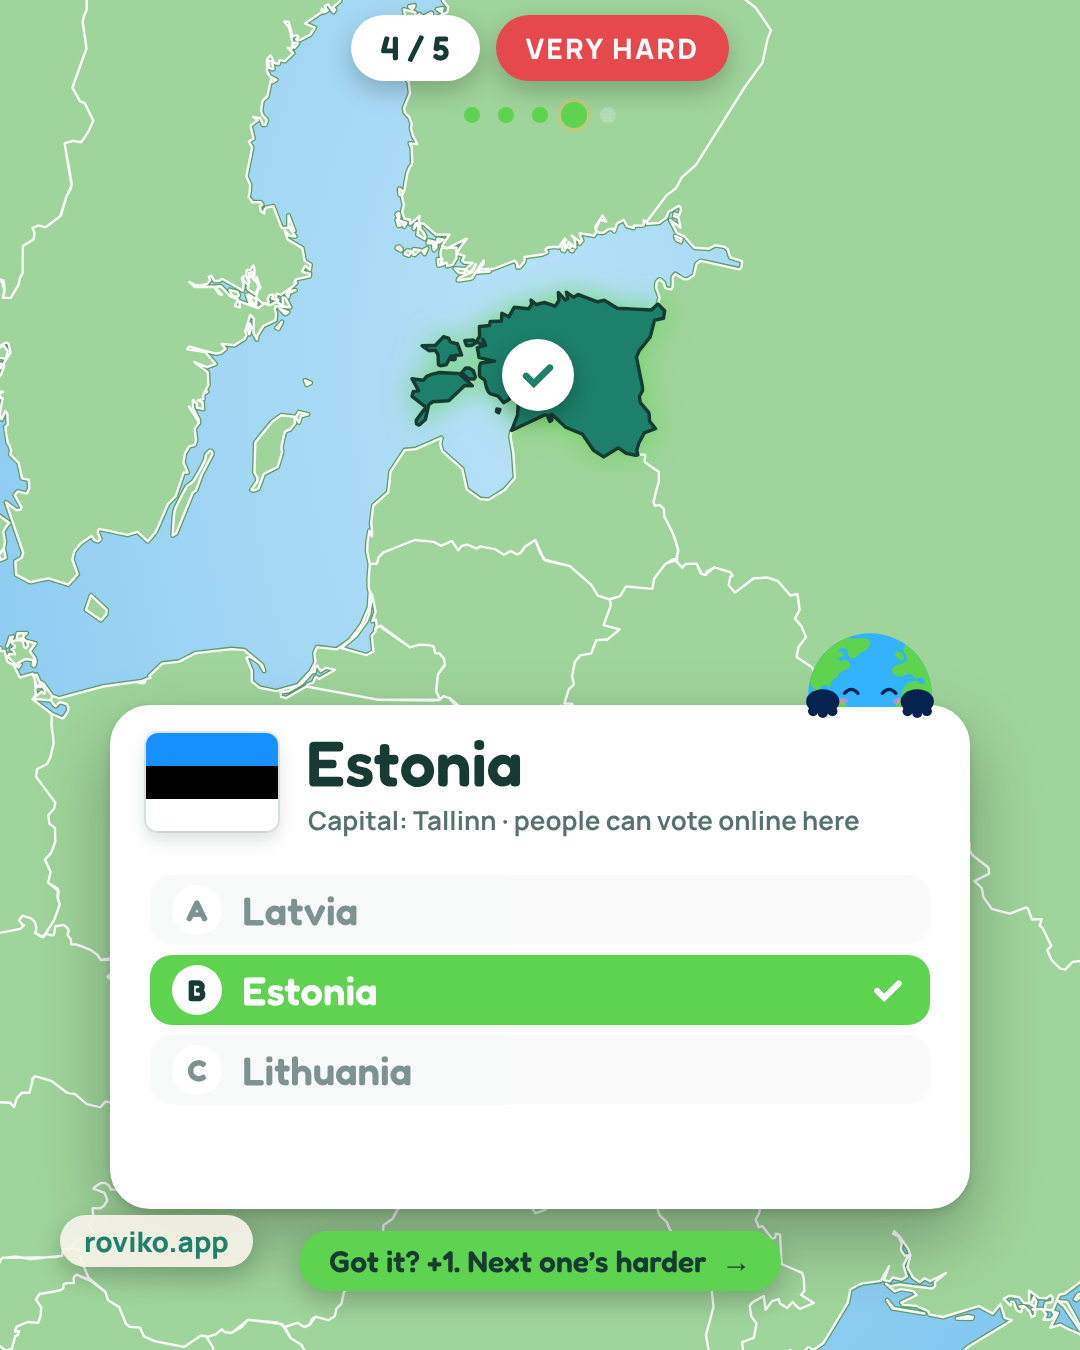 4 / 5
VERY HARD
Estonia
Capital: Tallinn · people can vote online here
A Latvia
B Estonia
C Lithuania
roviko.app
Got it? +1. Next one’s harder →